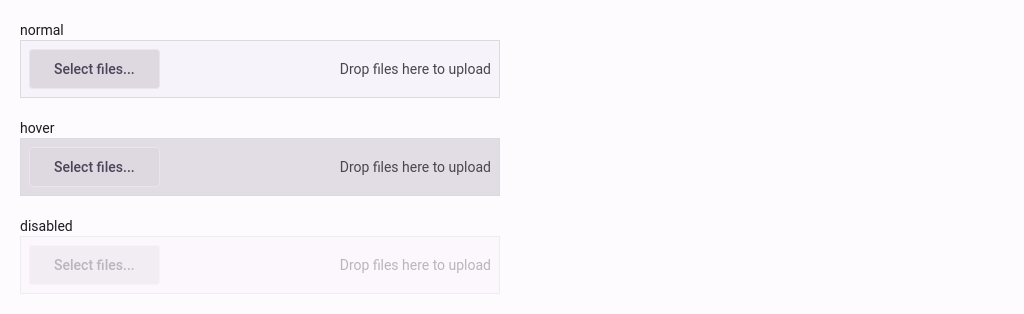 normal
Select files... Drop files here to upload
hover
Select files... Drop files here to upload
disabled
Select files... Drop files here to upload